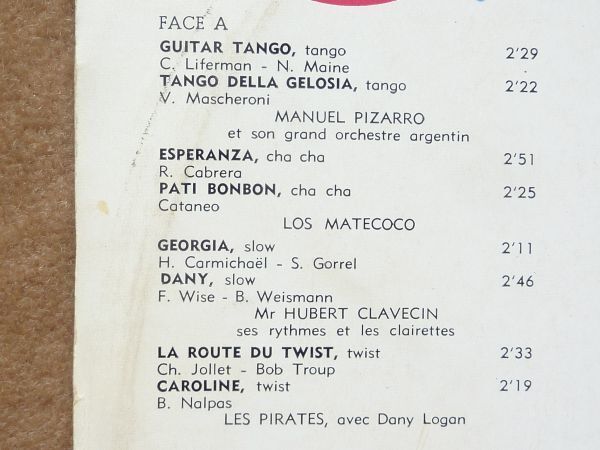 FACE A
GUITAR TANGO, tango 2'29
C. Liferman - N. Maine
TANGO DELLA GELOSIA, tango 2'22
V. Mascheroni
MANUEL PIZARRO
et son grand orchestre argentin
ESPERANZA, cha cha 2'51
R. Cabrera
PATI BONBON, cha cha 2'25
Cataneo
LOS MATECOCO
GEORGIA, slow 2'11
H. Carmichaël - S. Gorrel
DANY, slow 2'46
F. Wise - B. Weismann
Mr HUBERT CLAVECIN
ses rythmes et les clairettes
LA ROUTE DU TWIST, twist 2'33
Ch. Jollet - Bob Troup
CAROLINE, twist 2'19
B. Nalpas
LES PIRATES, avec Dany Logan